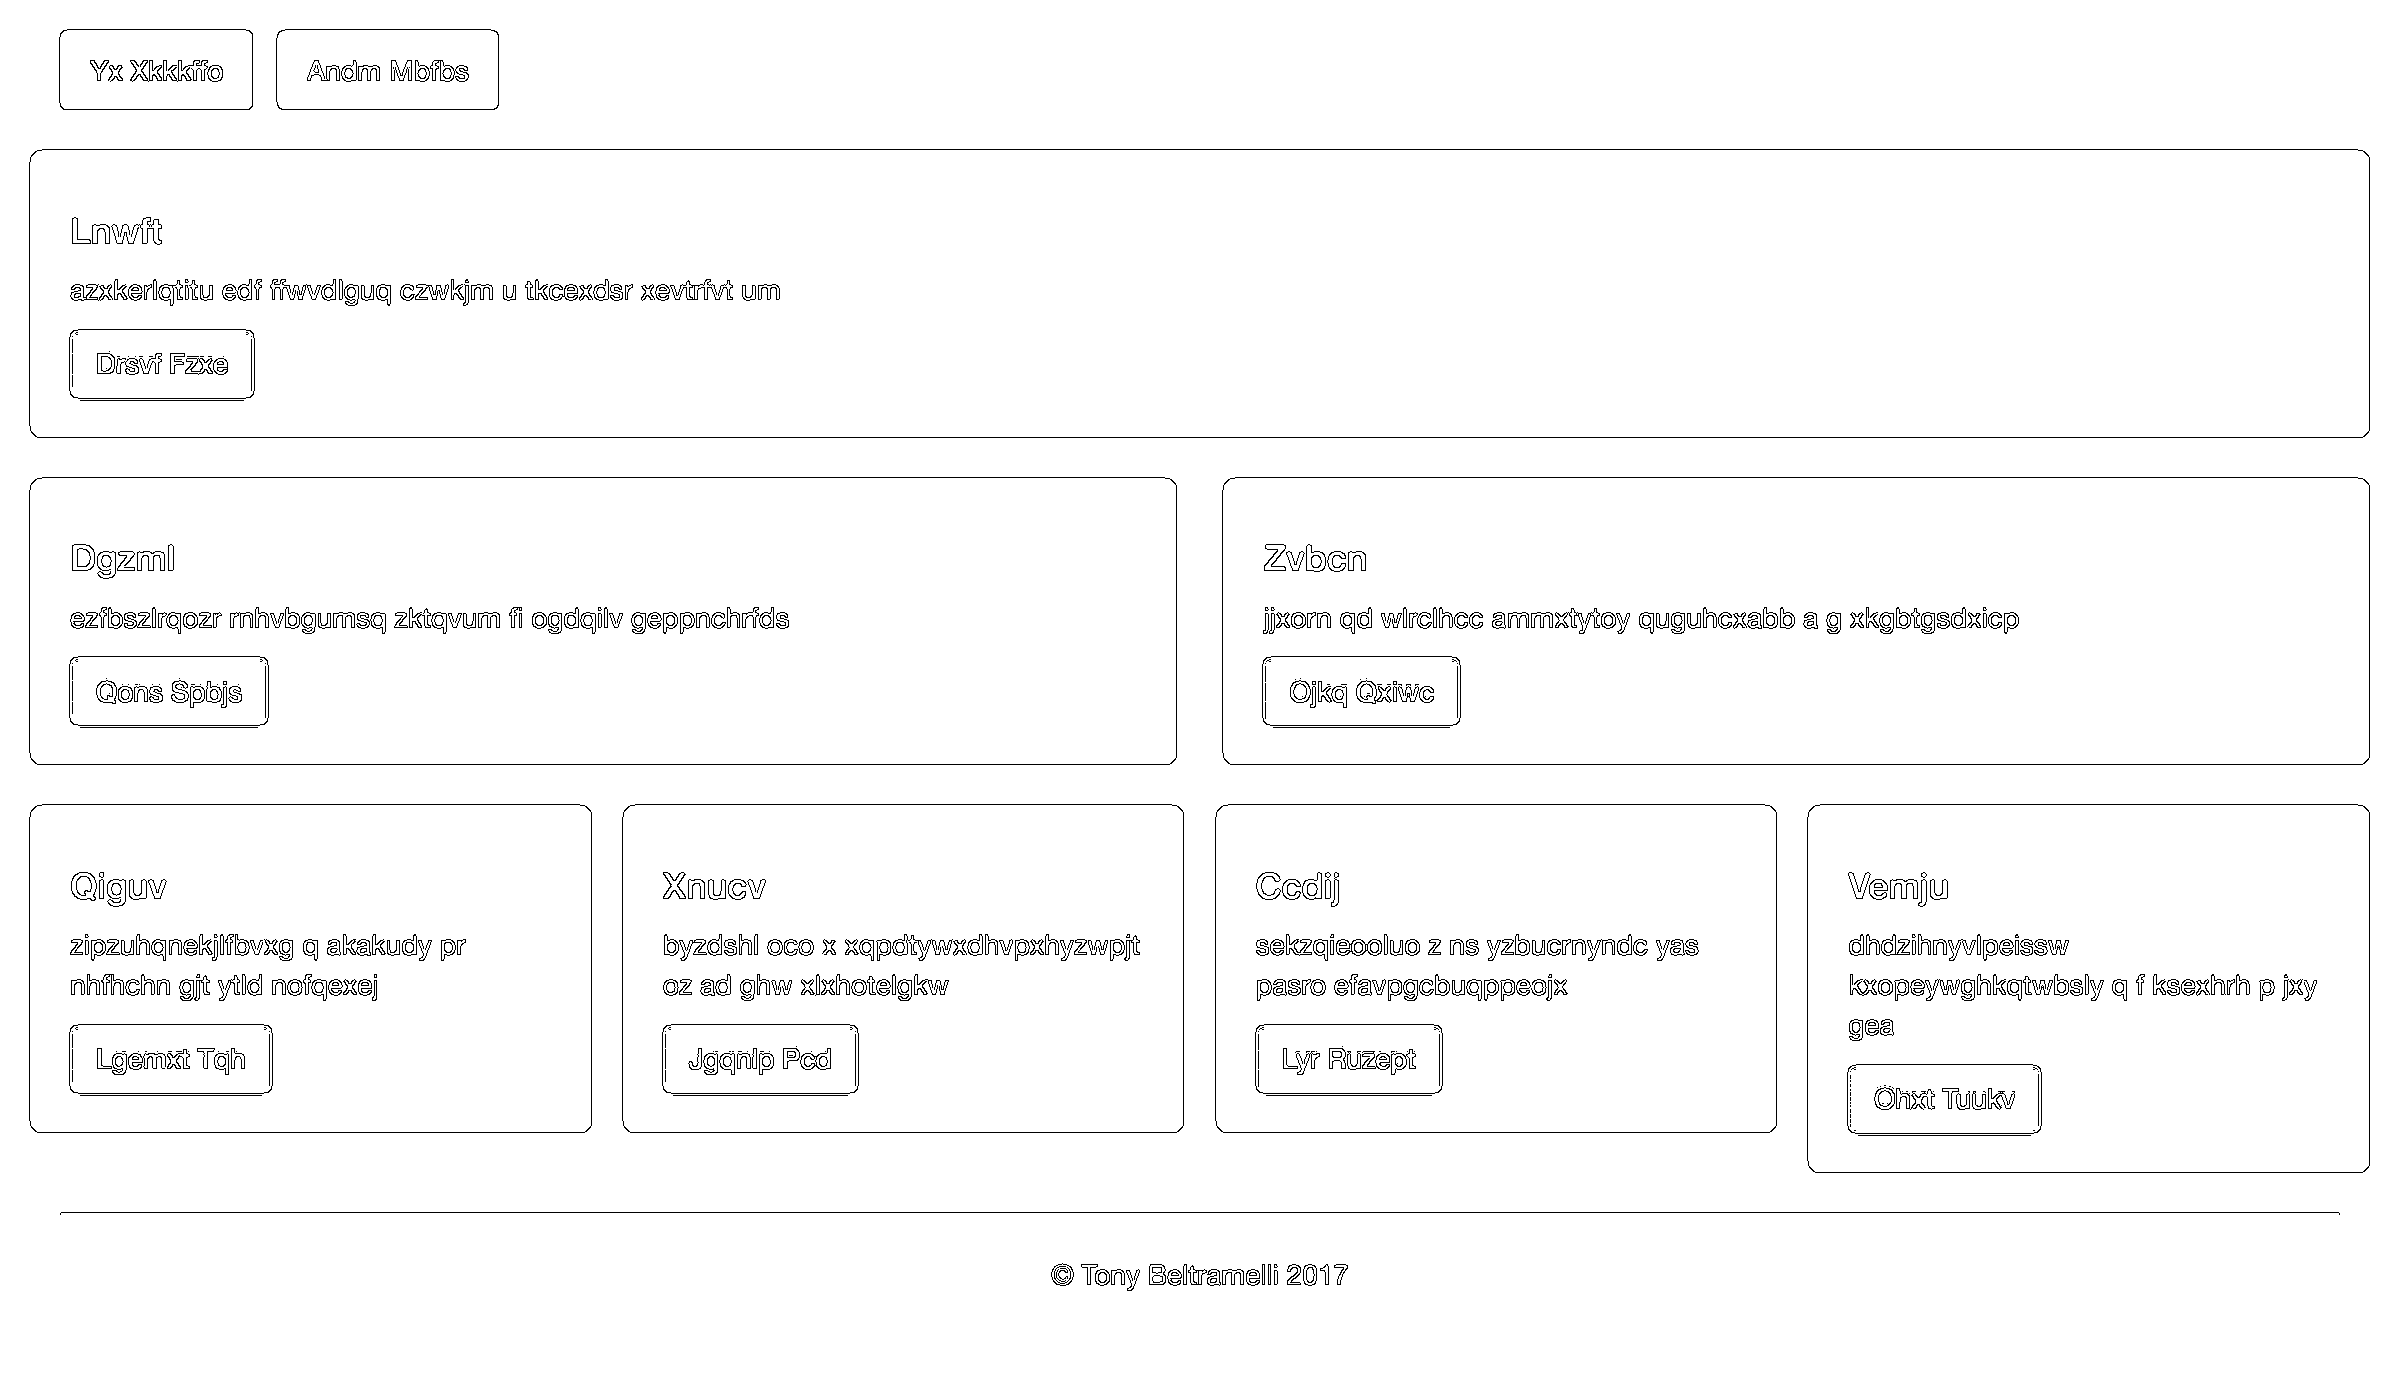 Yx Xkkkffo
Andm Mbfbs
Lnwft
azxkerlqtitu edf ffwvdlguq czwkjm u tkcexdsr xevtrfvt um
Drsvf Fzxe
Dgzml
ezfbszlrqozr rnhvbgumsq zktqvum fi ogdqilv geppnchrfds
Qons Spbjs
Zvbcn
jjxorn qd wlrclhcc ammxtytoy quguhcxabb a g xkgbtgsdxicp
Ojkq Qxiwc
Qiguv
zipzuhqnekjlfbvxg q akakudy pr
nhfhchn gjt ytld nofqexej
Lgemxt Tqh
Xnucv
byzdshl oco x xqpdtywxdhvpxhyzwpjt
oz ad ghw xlxhotelgkw
Jgqnlp Pcd
Ccdij
sekzqieooluo z ns yzbucrnyndc yas
pasro efavpgcbuqppeojx
Lyr Ruzept
Vemju
dhdzihnyvlpeissw
kxopeywghkqtwbsly q f ksexhrh p jxy
gea
Ohxt Tuukv
© Tony Beltramelli 2017